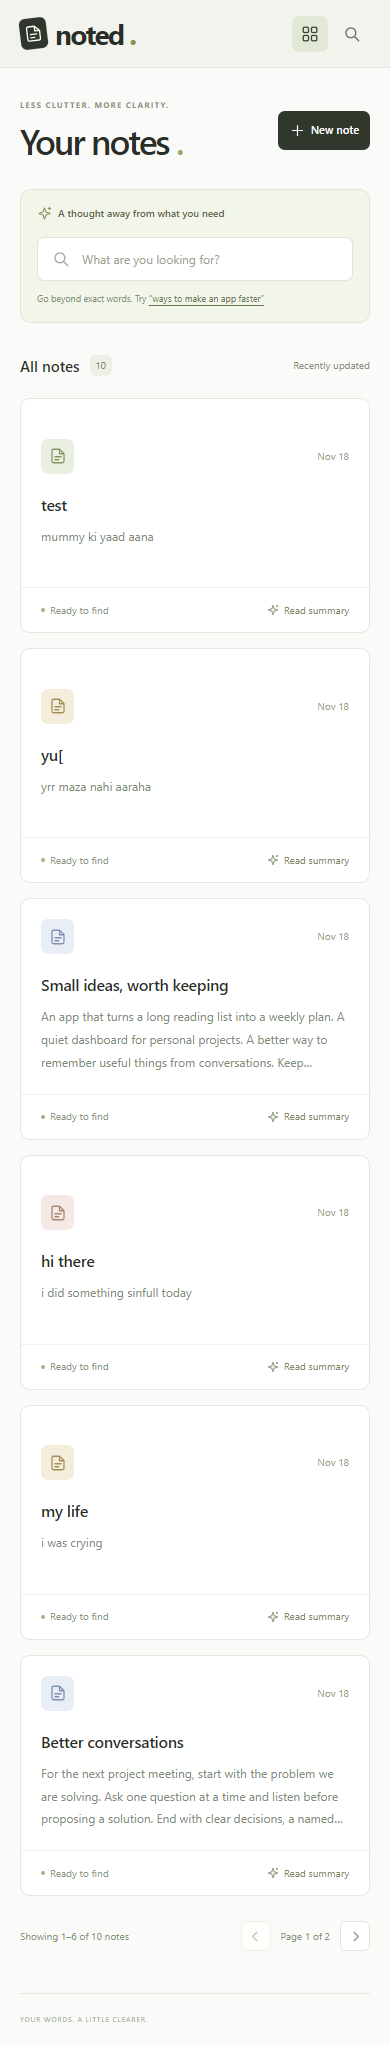 noted.
LESS CLUTTER. MORE CLARITY.
Your notes.
New note
A thought away from what you need
What are you looking for?
Go beyond exact words. Try "ways to make an app faster"
All notes 10 Recently updated
Nov 18
test
mummy ki yaad aana
Ready to find Read summary
Nov 18
yu[
yrr maza nahi aaraha
Ready to find Read summary
Nov 18
Small ideas, worth keeping
An app that turns a long reading list into a weekly plan. A
quiet dashboard for personal projects. A better way to
remember useful things from conversations. Keep...
Ready to find Read summary
Nov 18
hi there
i did something sinfull today
Ready to find Read summary
Nov 18
my life
i was crying
Ready to find Read summary
Nov 18
Better conversations
For the next project meeting, start with the problem we
are solving. Ask one question at a time and listen before
proposing a solution. End with clear decisions, a named...
Ready to find Read summary
Showing 1–6 of 10 notes Page 1 of 2
YOUR WORDS. A LITTLE CLEARER.